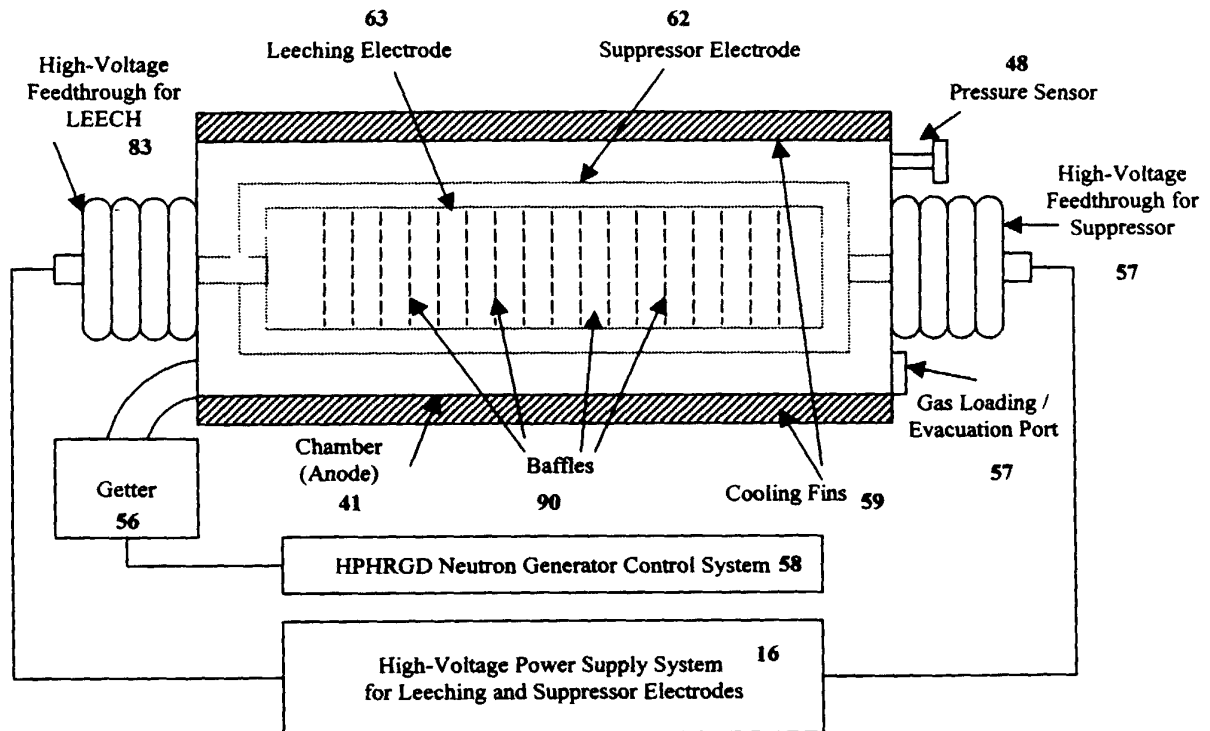 63
Leeching Electrode
62
Suppressor Electrode
High-Voltage
Feedthrough for
LEECH
83
48
Pressure Sensor
High-Voltage
Feedthrough for
Suppressor
57
Gas Loading /
Evacuation Port
57
Chamber
(Anode)
41
Baffles
90
Cooling Fins 59
Getter
56
HPHRGD Neutron Generator Control System 58
High-Voltage Power Supply System 16
for Leeching and Suppressor Electrodes